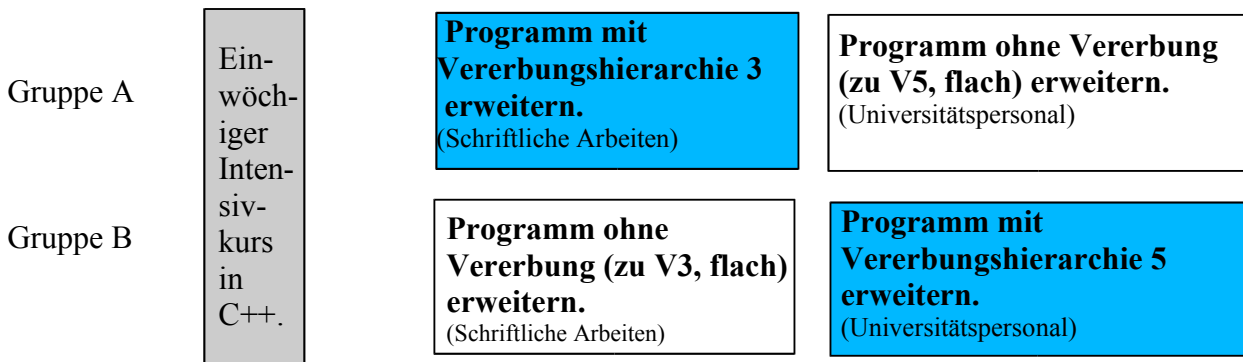 Gruppe A
Ein-
wöch-
iger
Inten-
siv-
kurs
in
C++.
Programm mit
Vererbungshierarchie 3
erweitern.
(Schriftliche Arbeiten)
Programm ohne Vererbung
(zu V5, flach) erweitern.
(Universitätspersonal)
Gruppe B
Programm ohne
Vererbung (zu V3, flach)
erweitern.
(Schriftliche Arbeiten)
Programm mit
Vererbungshierarchie 5
erweitern.
(Universitätspersonal)